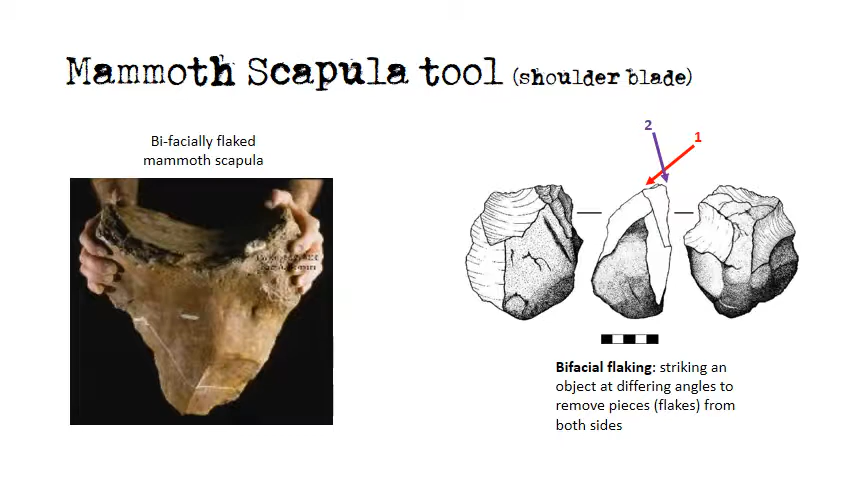 Mammoth Scapula tool (shoulder blade)
Bi-facially flaked
mammoth scapula
2
1
Bifacial flaking: striking an
object at differing angles to
remove pieces (flakes) from
both sides